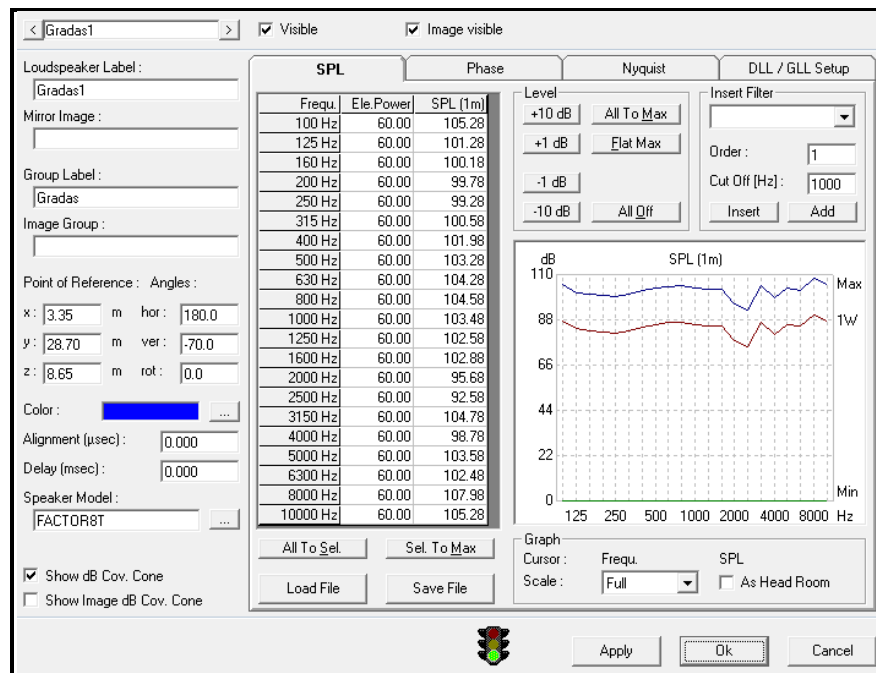 < Gradas1 >
Visible
Image visible
Loudspeaker Label :
Gradas1
Mirror Image :
Group Label :
Gradas
Image Group :
Point of Reference : Angles :
x : 3.35 m hor : 180.0
y : 28.70 m ver : -70.0
z : 8.65 m rot : 0.0
Color : ...
Alignment (µsec) : 0.000
Delay (msec) : 0.000
Speaker Model :
FACTOR8T ...
Show dB Cov. Cone
Show Image dB Cov. Cone
SPL Phase Nyquist DLL / GLL Setup
Frequ. Ele.Power SPL (1m)
100 Hz 60.00 105.28
125 Hz 60.00 101.28
160 Hz 60.00 100.18
200 Hz 60.00 99.78
250 Hz 60.00 99.28
315 Hz 60.00 100.58
400 Hz 60.00 101.98
500 Hz 60.00 103.28
630 Hz 60.00 104.28
800 Hz 60.00 104.58
1000 Hz 60.00 103.48
1250 Hz 60.00 102.58
1600 Hz 60.00 102.88
2000 Hz 60.00 95.68
2500 Hz 60.00 92.58
3150 Hz 60.00 104.78
4000 Hz 60.00 98.78
5000 Hz 60.00 103.58
6300 Hz 60.00 102.48
8000 Hz 60.00 107.98
10000 Hz 60.00 105.28
All To Sel. Sel. To Max
Load File Save File
Level
+10 dB All To Max
+1 dB Flat Max
-1 dB
-10 dB All Off
Insert Filter
Order : 1
Cut Off [Hz] : 1000
Insert Add
dB SPL (1m)
110 Max
88 1W
66
44
22
0 Min
125 250 500 1000 2000 4000 8000 Hz
Graph
Cursor : Frequ. SPL
Scale : Full As Head Room
Apply Ok Cancel